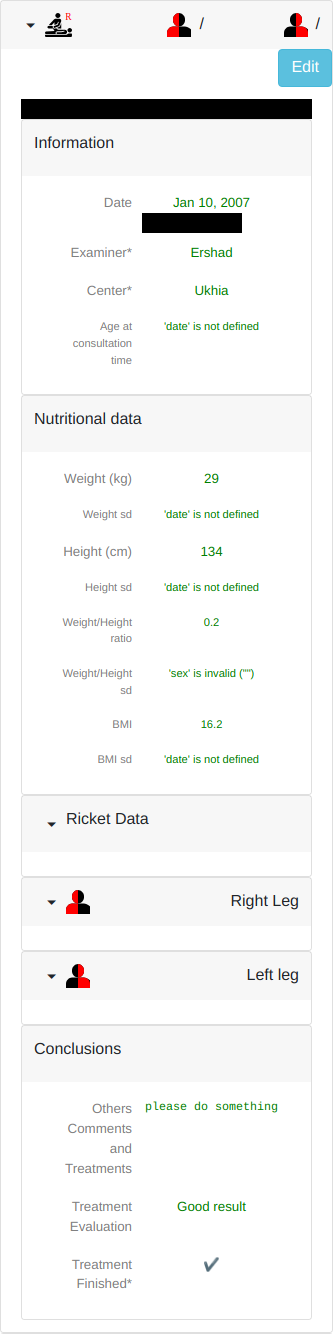 R
/
/
Edit
Information
Date Jan 10, 2007
Examiner* Ershad
Center* Ukhia
Age at 'date' is not defined
consultation
time
Nutritional data
Weight (kg) 29
Weight sd 'date' is not defined
Height (cm) 134
Height sd 'date' is not defined
Weight/Height 0.2
ratio
Weight/Height 'sex' is invalid ("")
sd
BMI 16.2
BMI sd 'date' is not defined
Ricket Data
Right Leg
Left leg
Conclusions
Others please do something
Comments
and
Treatments
Treatment Good result
Evaluation
Treatment ✔
Finished*